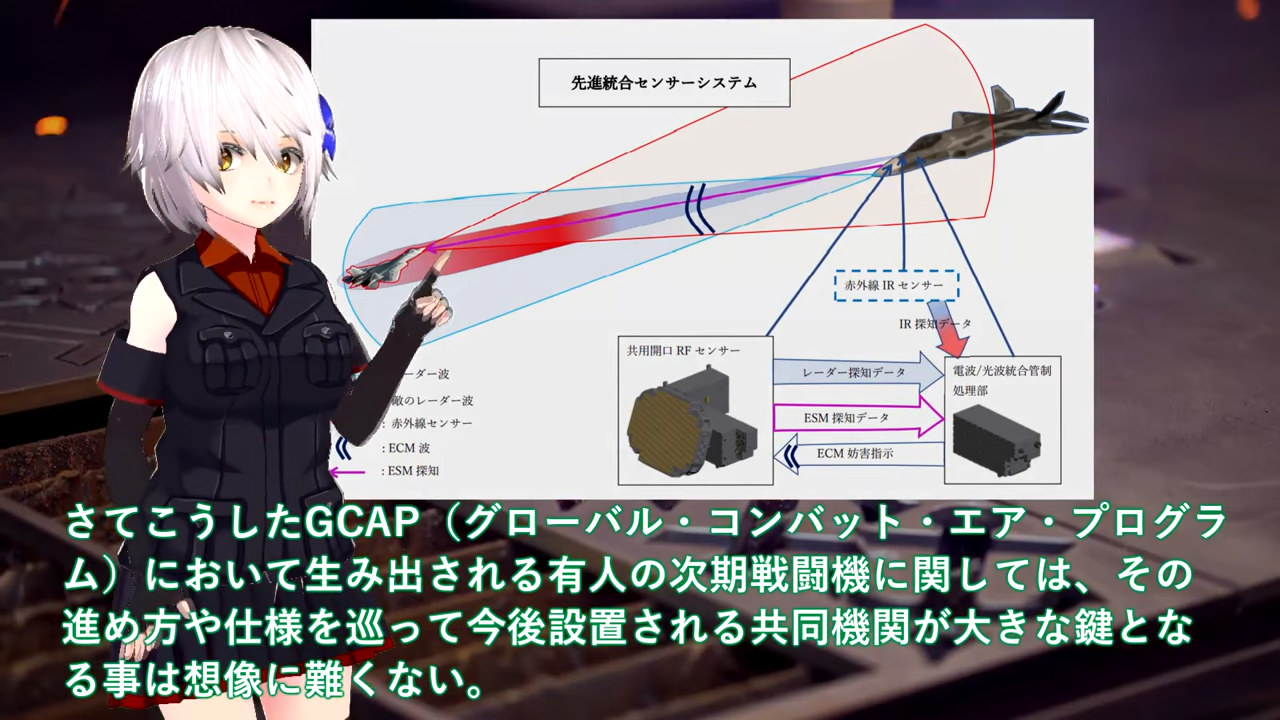 先進統合センサーシステム
赤外線 IR センサー
IR 探知データ
共用開口 RF センサー
レーダー探知データ
ESM 探知データ
ECM 妨害指示
電波/光波統合管制
処理部
ーダー波
敵のレーダー波
: 赤外線センサー
: ECM 波
: ESM 探知
さてこうしたGCAP（グローバル・コンバット・エア・プログラ
ム）において生み出される有人の次期戦闘機に関しては、その
進め方や仕様を巡って今後設置される共同機関が大きな鍵とな
る事は想像に難くない。